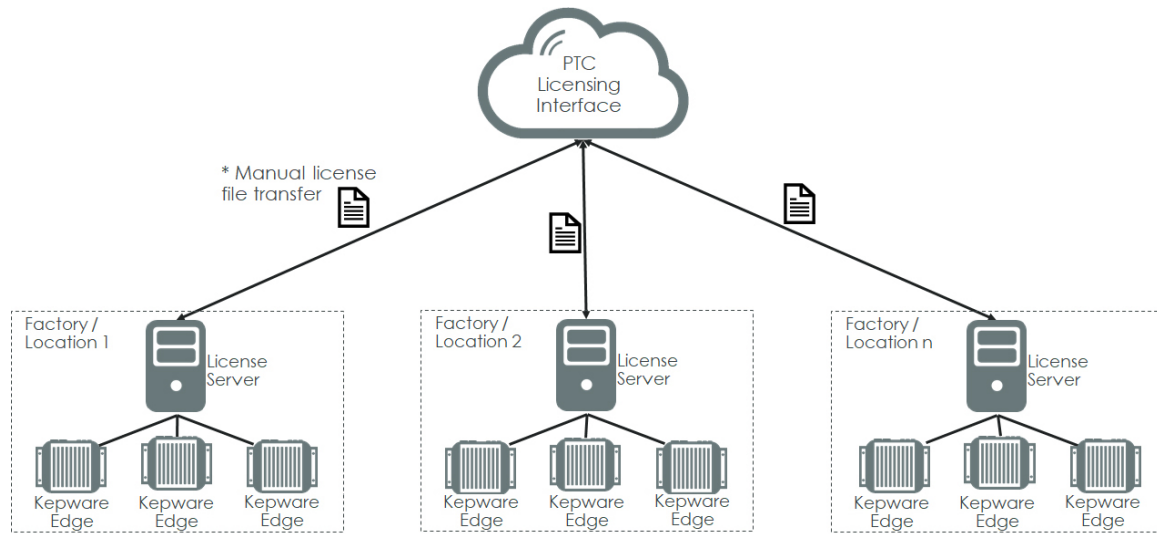 PTC
Licensing
Interface
* Manual license
file transfer
Factory /
Location 1
License
Server
Kepware
Edge
Kepware
Edge
Kepware
Edge
Factory /
Location 2
License
Server
Kepware
Edge
Kepware
Edge
Kepware
Edge
Factory /
Location n
License
Server
Kepware
Edge
Kepware
Edge
Kepware
Edge